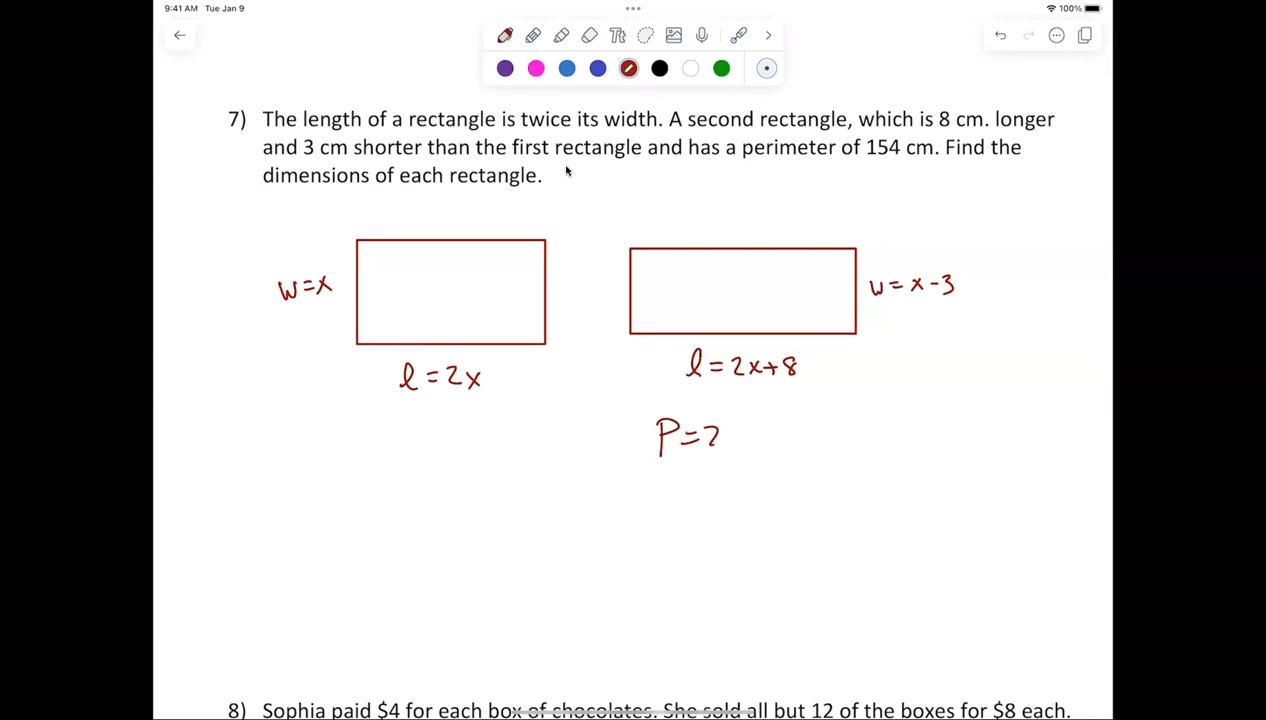 9:41 AM Tue Jan 9
100%
Tt
7) The length of a rectangle is twice its width. A second rectangle, which is 8 cm. longer
and 3 cm shorter than the first rectangle and has a perimeter of 154 cm. Find the
dimensions of each rectangle.
w=x
w=x-3
l=2x
l=2x+8
P=2
8) Sophia paid $4 for each box of chocolates. She sold all but 12 of the boxes for $8 each.